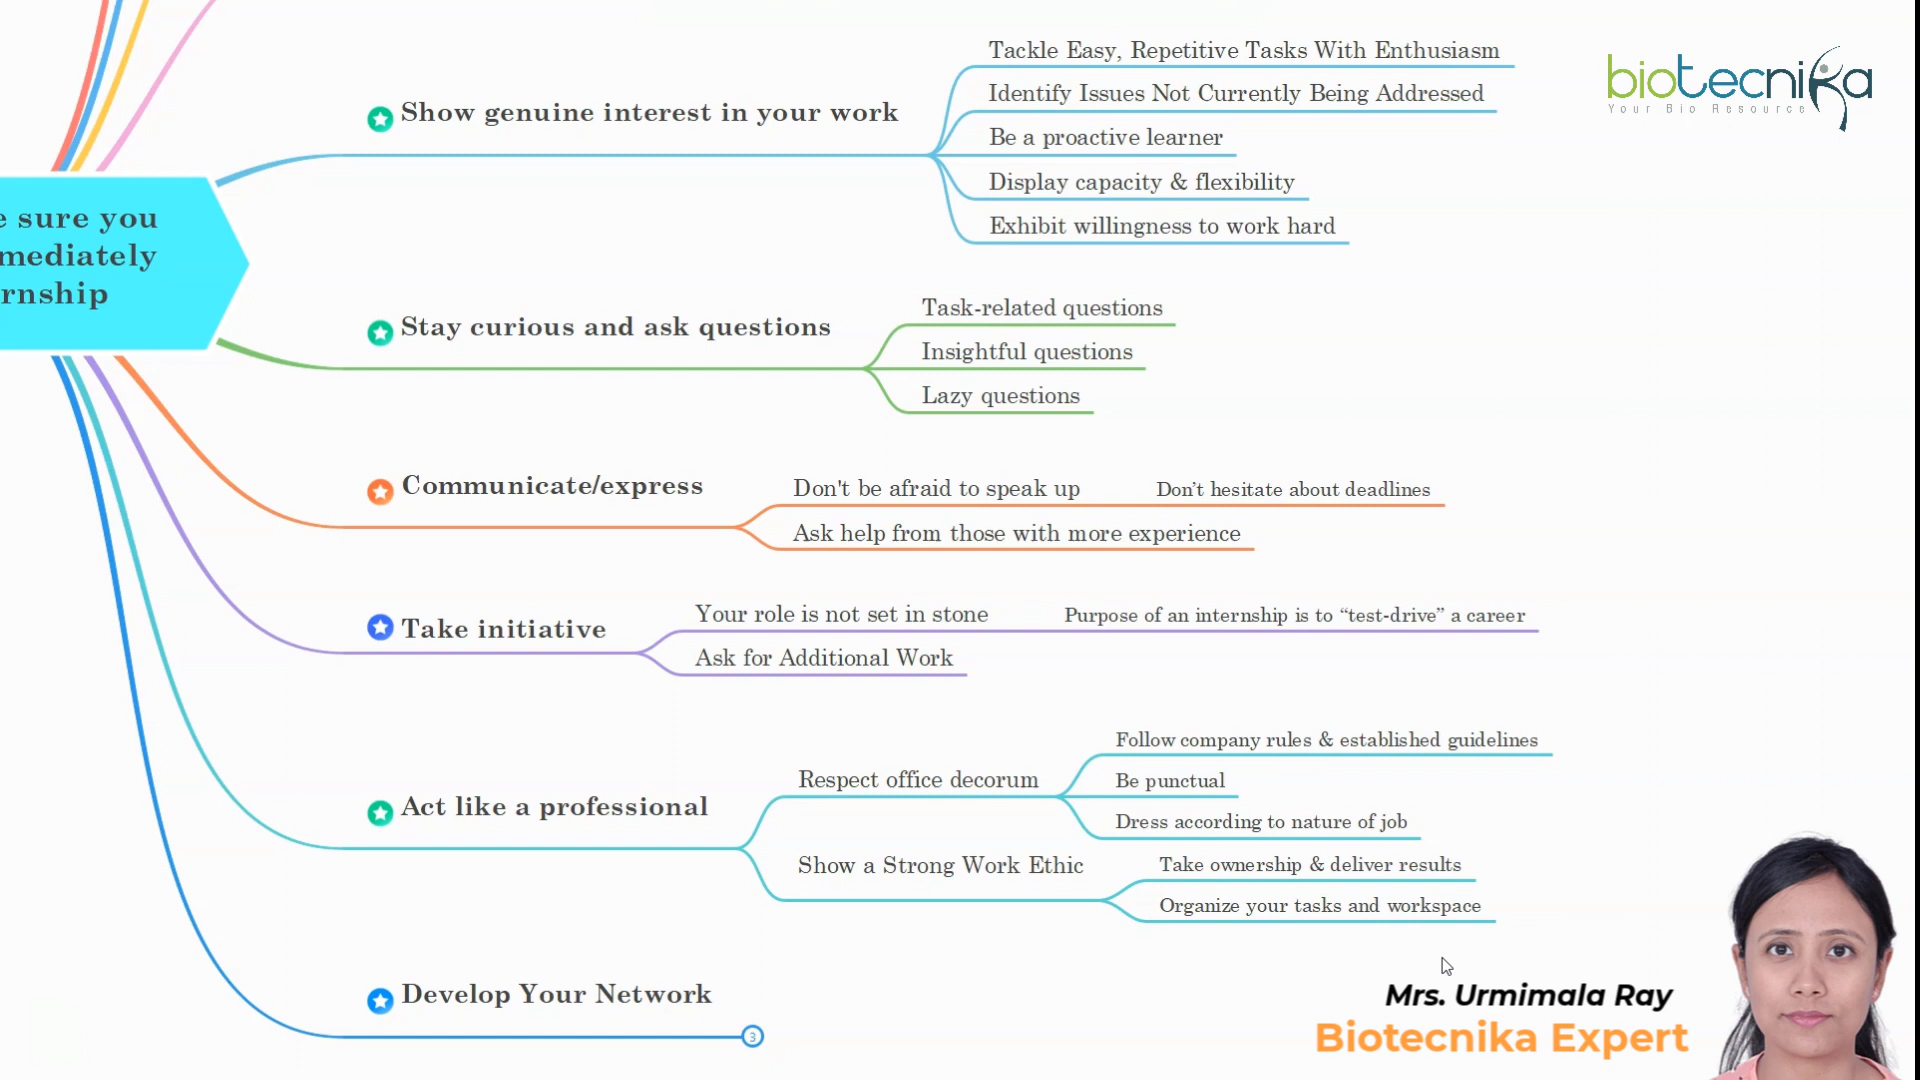 Tackle Easy, Repetitive Tasks With Enthusiasm
Show genuine interest in your work
Identify Issues Not Currently Being Addressed
Be a proactive learner
Display capacity & flexibility
Exhibit willingness to work hard
biotecnika
Your Bio Resource
e sure you
mediately
rnship
Stay curious and ask questions
Task-related questions
Insightful questions
Lazy questions
Communicate/express
Don't be afraid to speak up
Don’t hesitate about deadlines
Ask help from those with more experience
Take initiative
Your role is not set in stone
Purpose of an internship is to “test-drive” a career
Ask for Additional Work
Act like a professional
Respect office decorum
Follow company rules & established guidelines
Be punctual
Dress according to nature of job
Show a Strong Work Ethic
Take ownership & deliver results
Organize your tasks and workspace
Develop Your Network
3
Mrs. Urmimala Ray
Biotecnika Expert